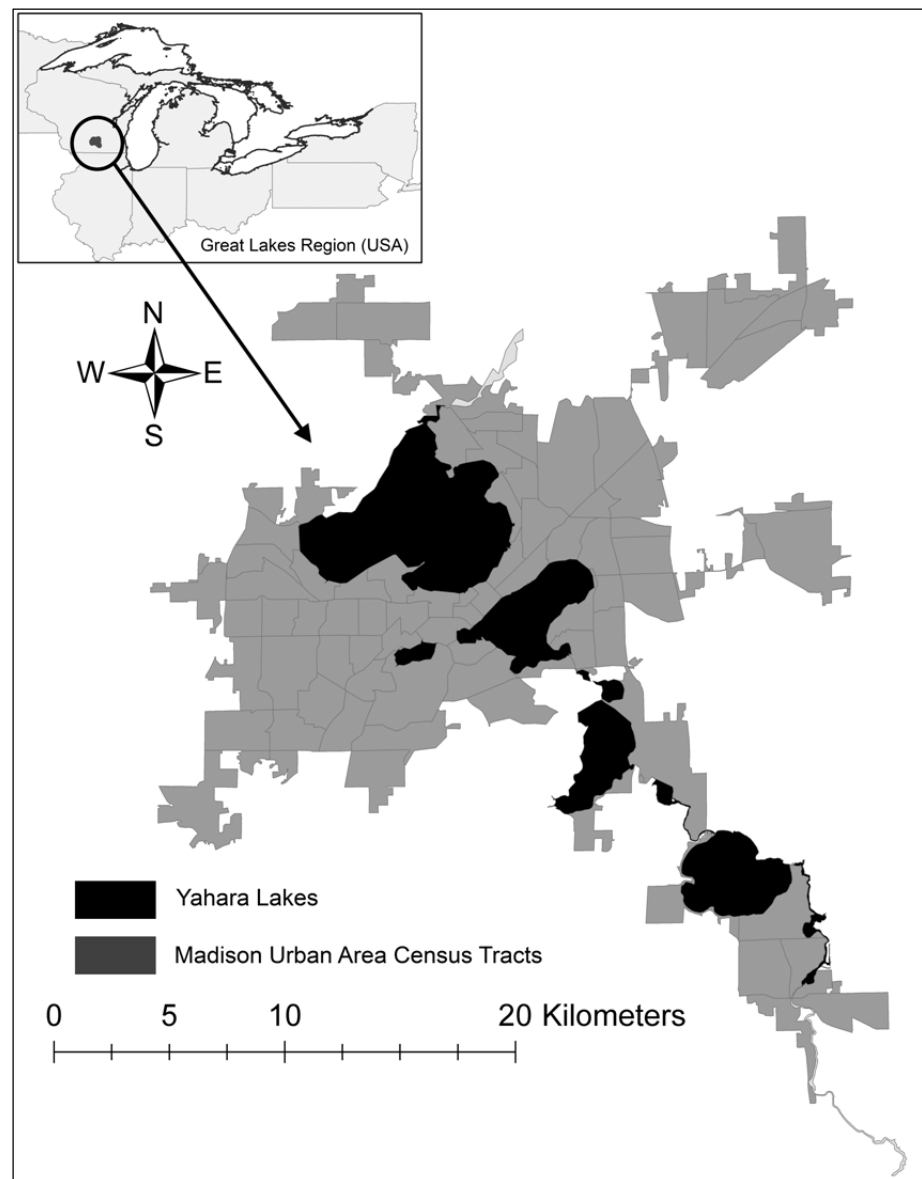 Great Lakes Region (USA)
N
W E
S
Yahara Lakes
Madison Urban Area Census Tracts
0 5 10 20 Kilometers